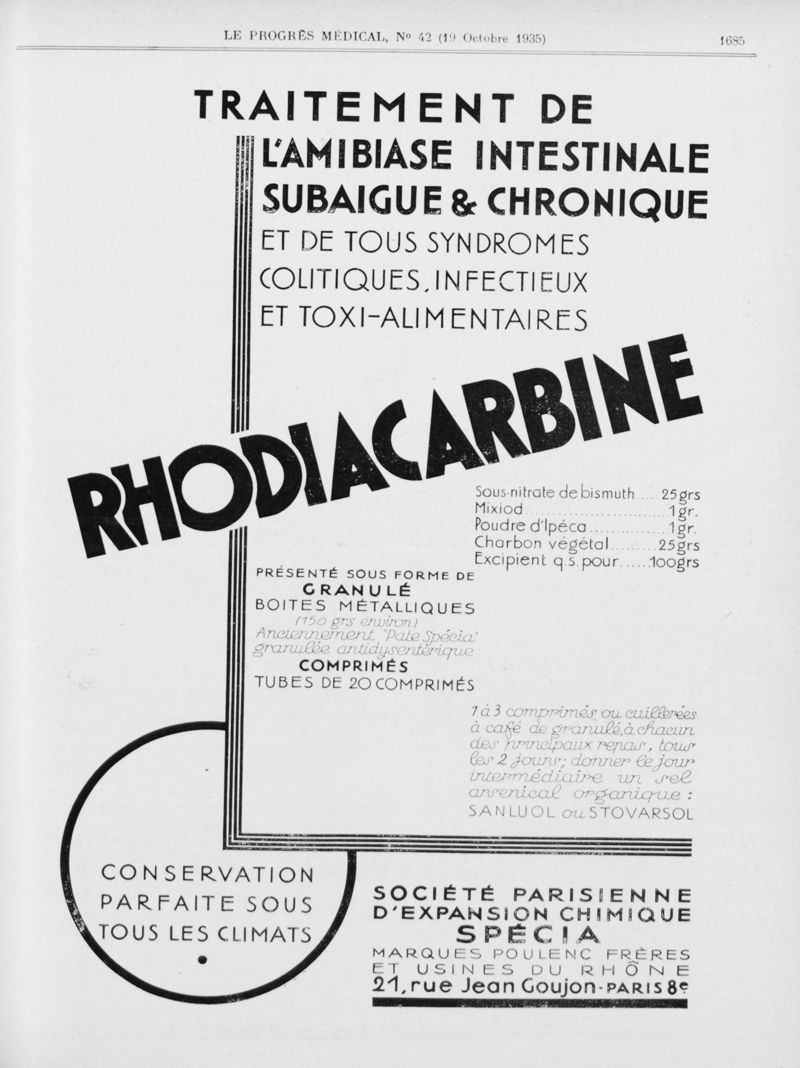 LE PROGRÈS MÉDICAL, No 42 (19 Octobre 1935)
1685
TRAITEMENT DE
L'AMIBIASE INTESTINALE
SUBAIGUE & CHRONIQUE
ET DE TOUS SYNDROMES
COLITIQUES, INFECTIEUX
ET TOXI-ALIMENTAIRES
RHODIACARBINE
Sous-nitrate de bismuth.....25grs
Mixiod..............................1gr.
Poudre d'Ipéca................1gr.
Charbon végétal.........25grs
Excipient q.s. pour......100grs
PRÉSENTÉ SOUS FORME DE
GRANULÉ
BOITES MÉTALLIQUES
(150 grs environ)
Anciennement "Pate Spécia"
granulée antidysentérique
COMPRIMÉS
TUBES DE 20 COMPRIMÉS
1 à 3 comprimés ou cuillerées
à café de granulé, à chacun
des principaux repas, tous
les 2 jours; donner le jour
intermédiaire un sel
arsenical organique :
SANLUOL ou STOVARSOL
CONSERVATION
PARFAITE SOUS
TOUS LES CLIMATS
SOCIÉTÉ PARISIENNE
D'EXPANSION CHIMIQUE
SPÉCIA
MARQUES POULENC FRÈRES
ET USINES DU RHÔNE
21, rue Jean Goujon-PARIS 8e